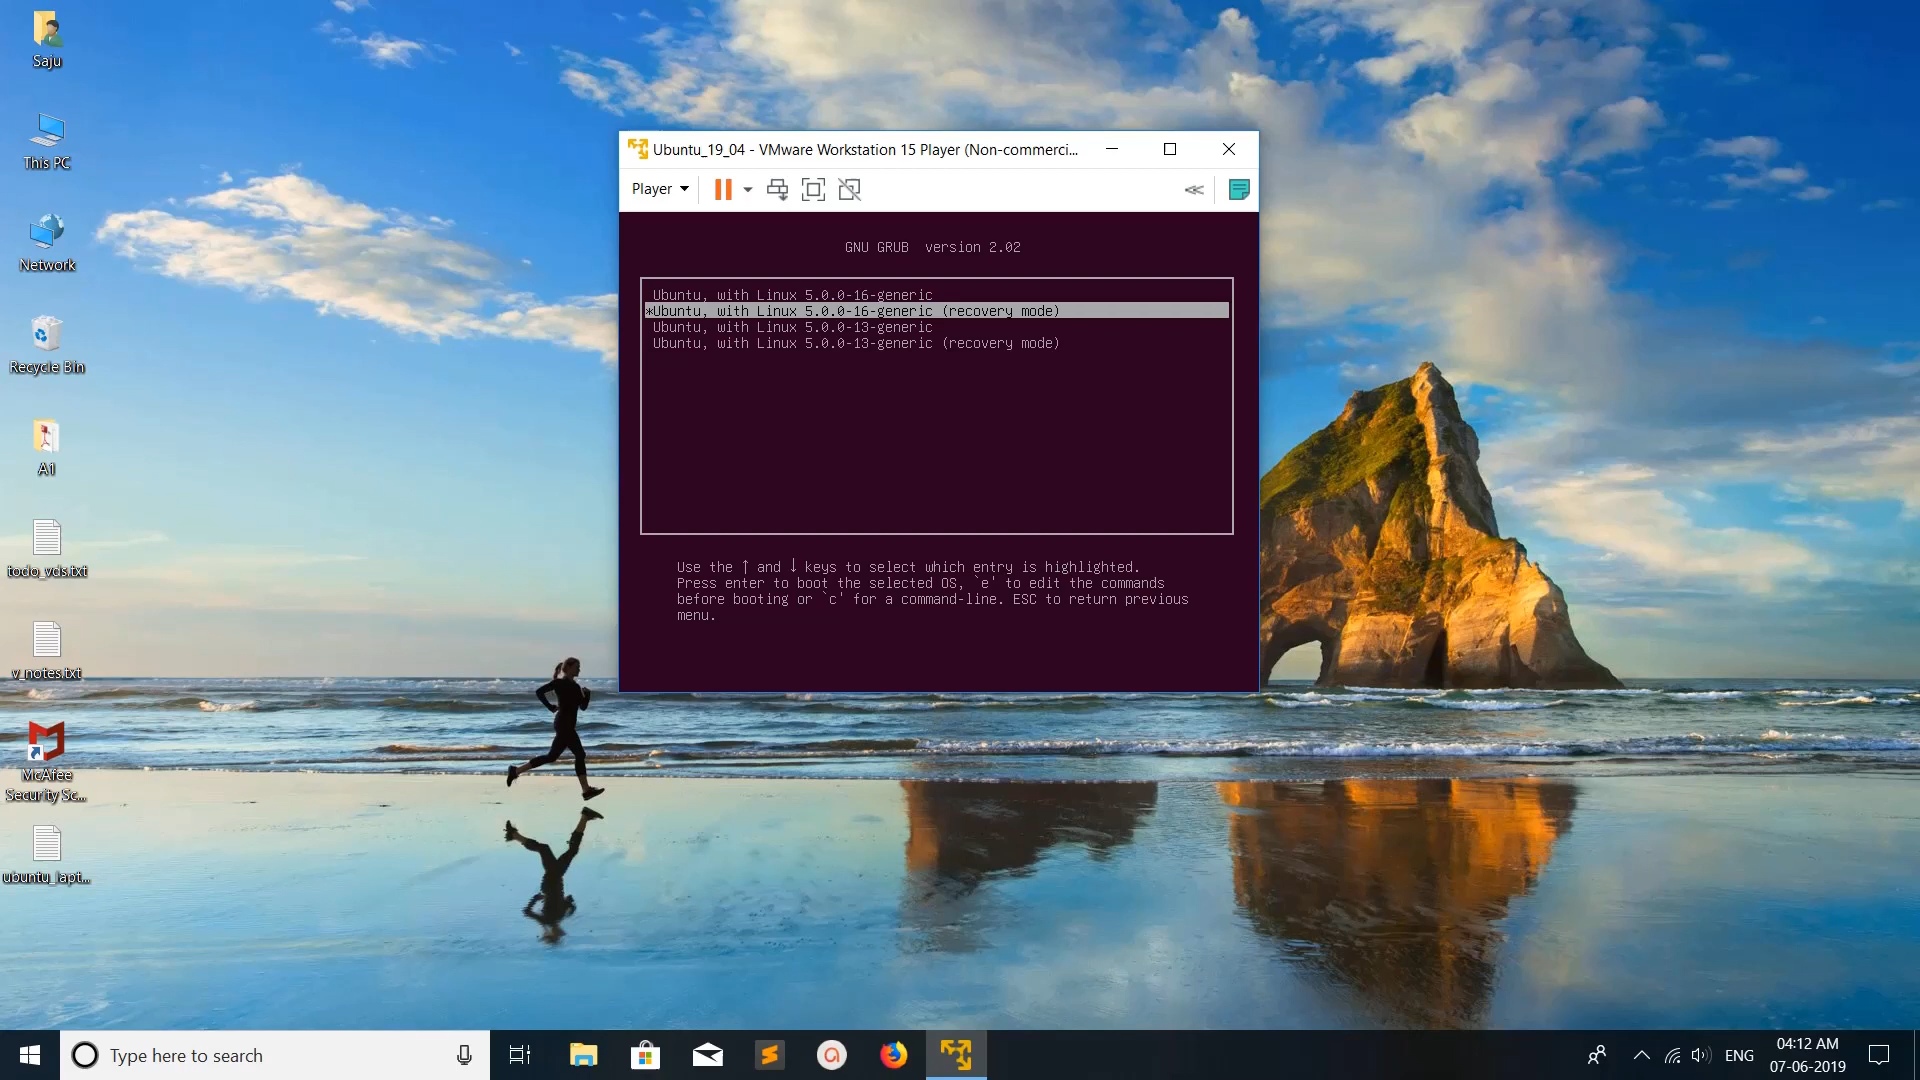 Saju
This PC
Network
Recycle Bin
A1
todo_vds.txt
v_notes.txt
McAfee
Security Sc...
ubuntu_lapt...
Ubuntu_19_04 - VMware Workstation 15 Player (Non-commerci...
Player
GNU GRUB  version 2.02
Ubuntu, with Linux 5.0.0-16-generic
*Ubuntu, with Linux 5.0.0-16-generic (recovery mode)
Ubuntu, with Linux 5.0.0-13-generic
Ubuntu, with Linux 5.0.0-13-generic (recovery mode)
Use the ↑ and ↓ keys to select which entry is highlighted.
Press enter to boot the selected OS, `e' to edit the commands
before booting or `c' for a command-line. ESC to return previous
menu.
Type here to search
ENG
04:12 AM
07-06-2019